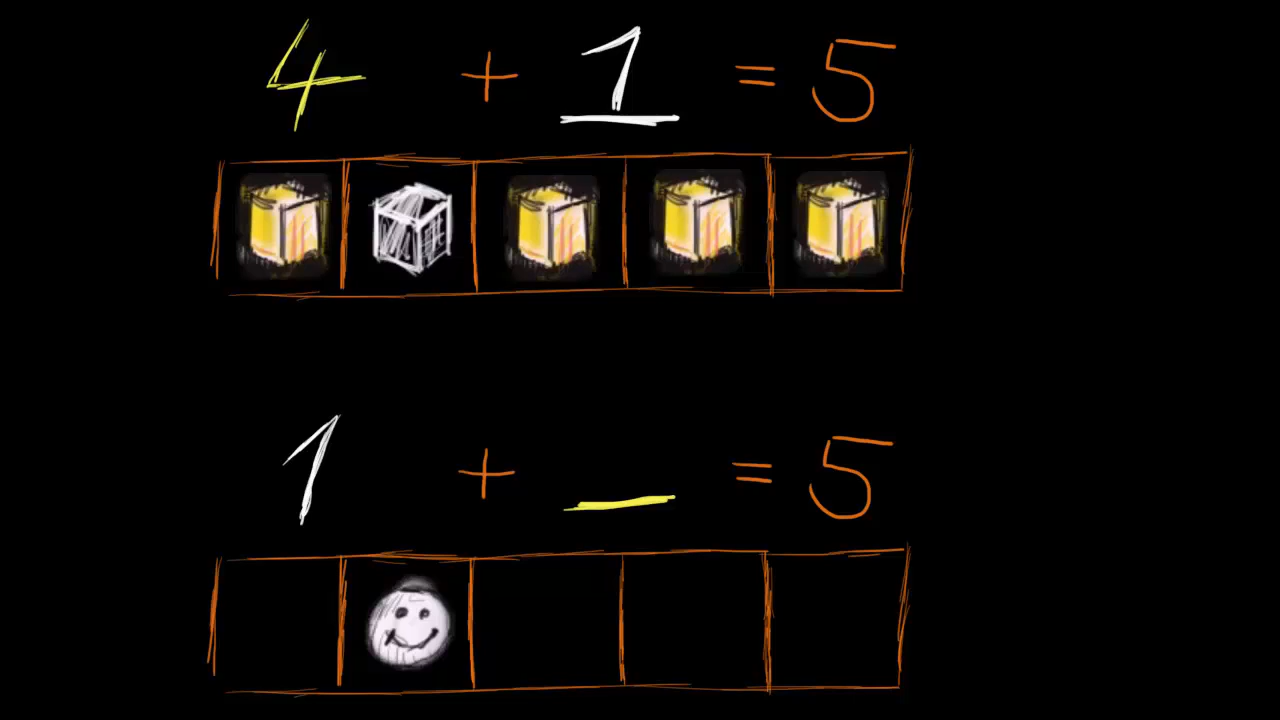 4 + 1 = 5
1 + _ = 5